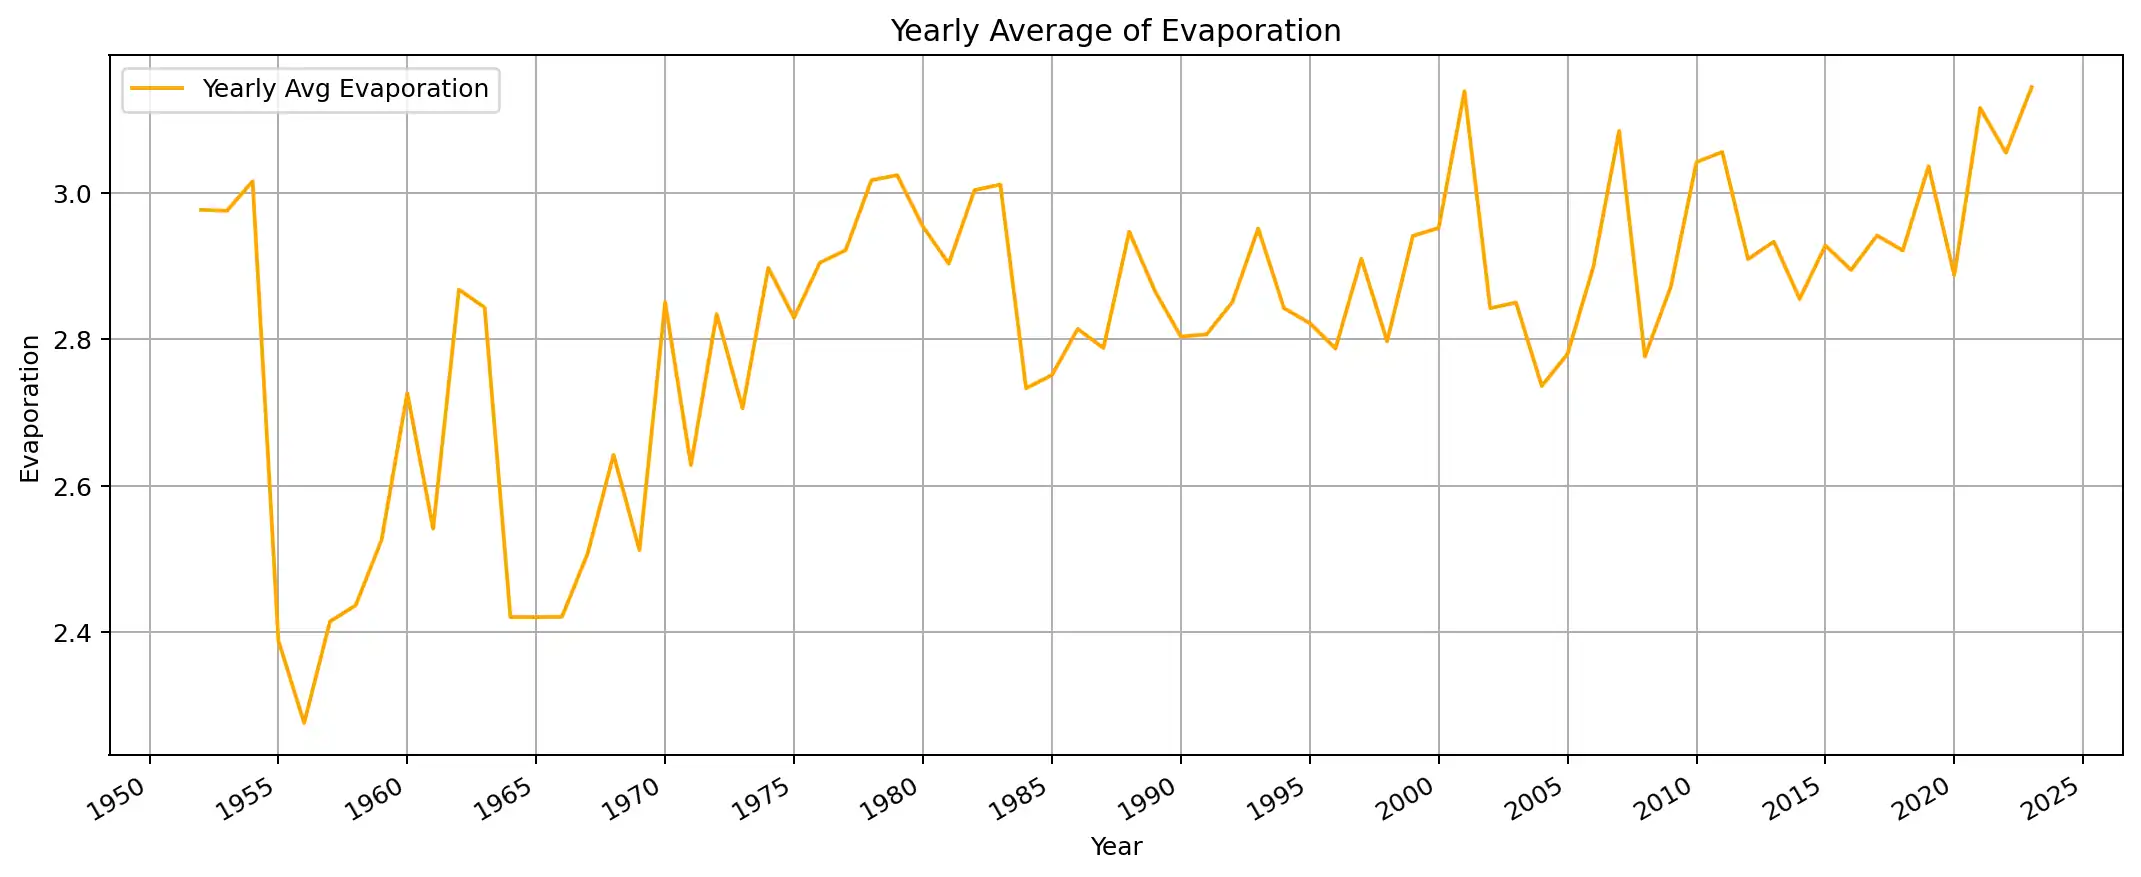 Yearly Average of Evaporation
Yearly Avg Evaporation
3.0
2.8
2.6
2.4
Evaporation
1950 1955 1960 1965 1970 1975 1980 1985 1990 1995 2000 2005 2010 2015 2020 2025
Year